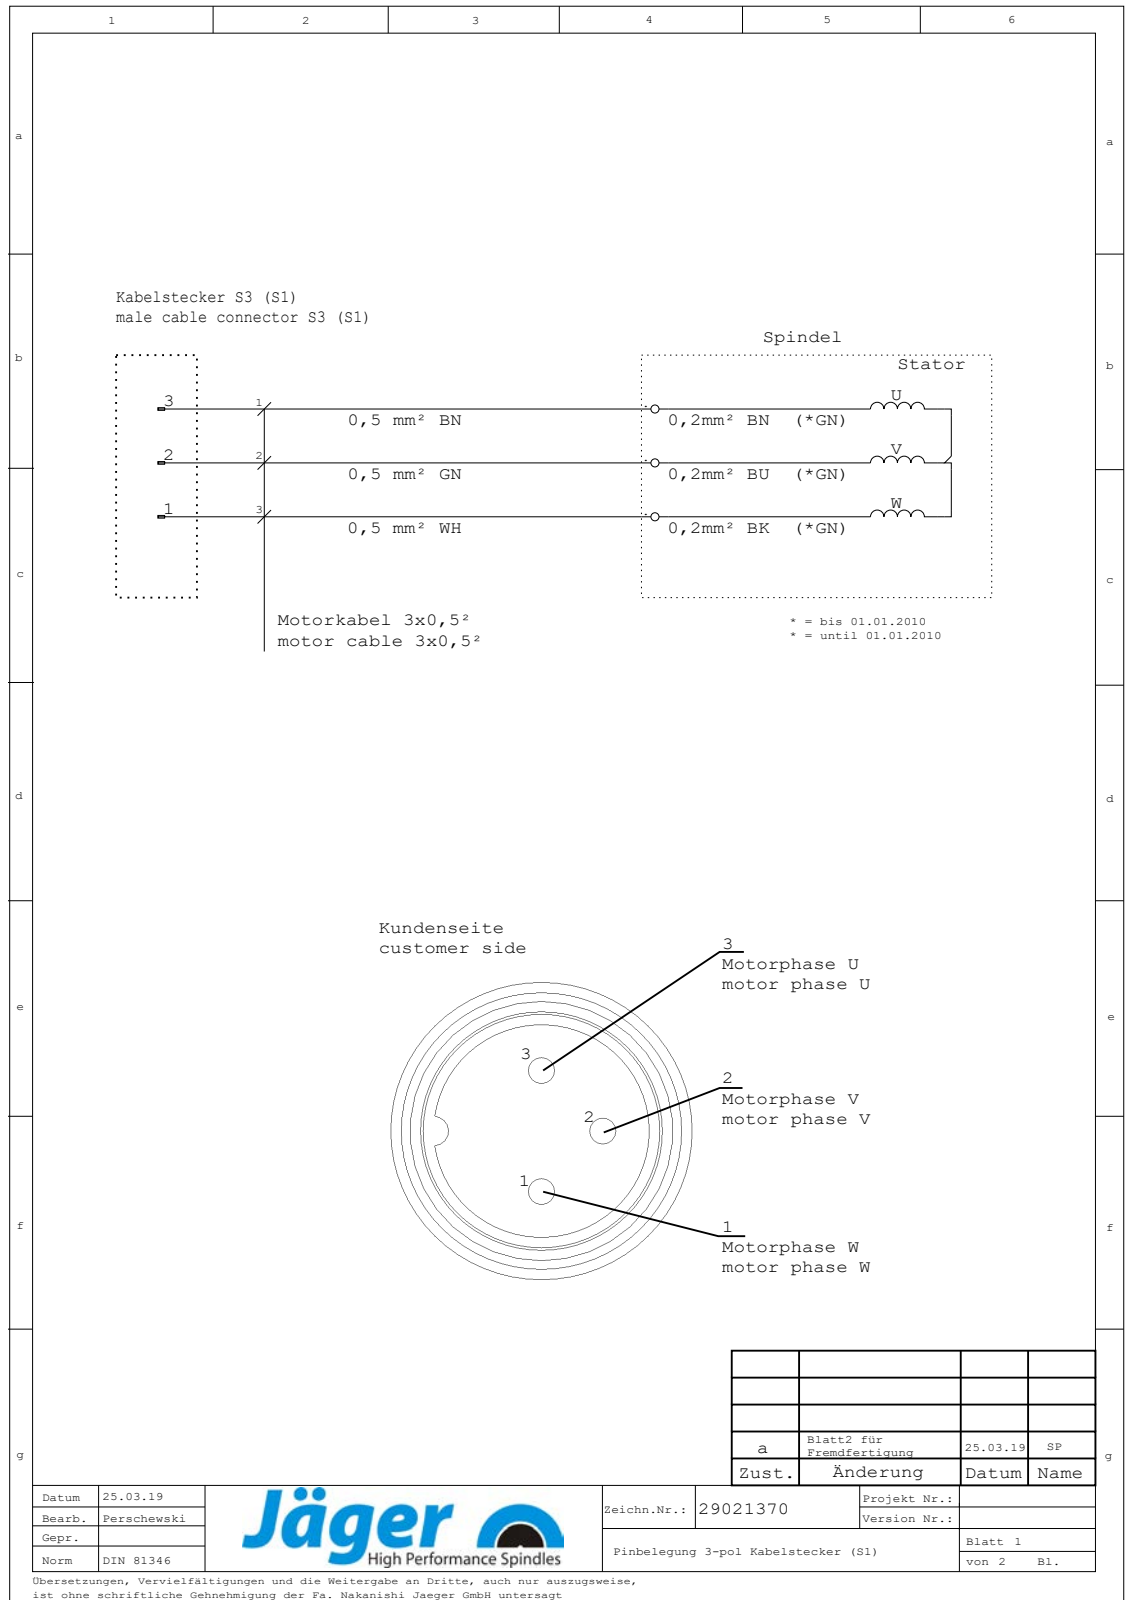 1 2 3 4 5 6
a a
Kabelstecker S3 (S1)
male cable connector S3 (S1)
Spindel
b b
Stator
3 1 U
0,5 mm² BN 0,2mm² BN (*GN)
2 2 V
0,5 mm² GN 0,2mm² BU (*GN)
1 3 W
0,5 mm² WH 0,2mm² BK (*GN)
c c
Motorkabel 3x0,5²
motor cable 3x0,5²
* = bis 01.01.2010
* = until 01.01.2010
d d
Kundenseite
customer side
3
Motorphase U
motor phase U
e e
3
2
Motorphase V
motor phase V
2
1
f f
1
Motorphase W
motor phase W
g g
a Blatt2 für Fremdfertigung 25.03.19 SP
Zust. Änderung Datum Name
Datum 25.03.19
Bearb. Perschewski
Gepr.
Norm DIN 81346
Jäger
High Performance Spindles
Zeichn.Nr.: 29021370
Projekt Nr.:
Version Nr.:
Pinbelegung 3-pol Kabelstecker (S1)
Blatt 1
von 2 Bl.
Übersetzungen, Vervielfältigungen und die Weitergabe an Dritte, auch nur auszugsweise,
ist ohne schriftliche Gehnehmigung der Fa. Nakanishi Jaeger GmbH untersagt